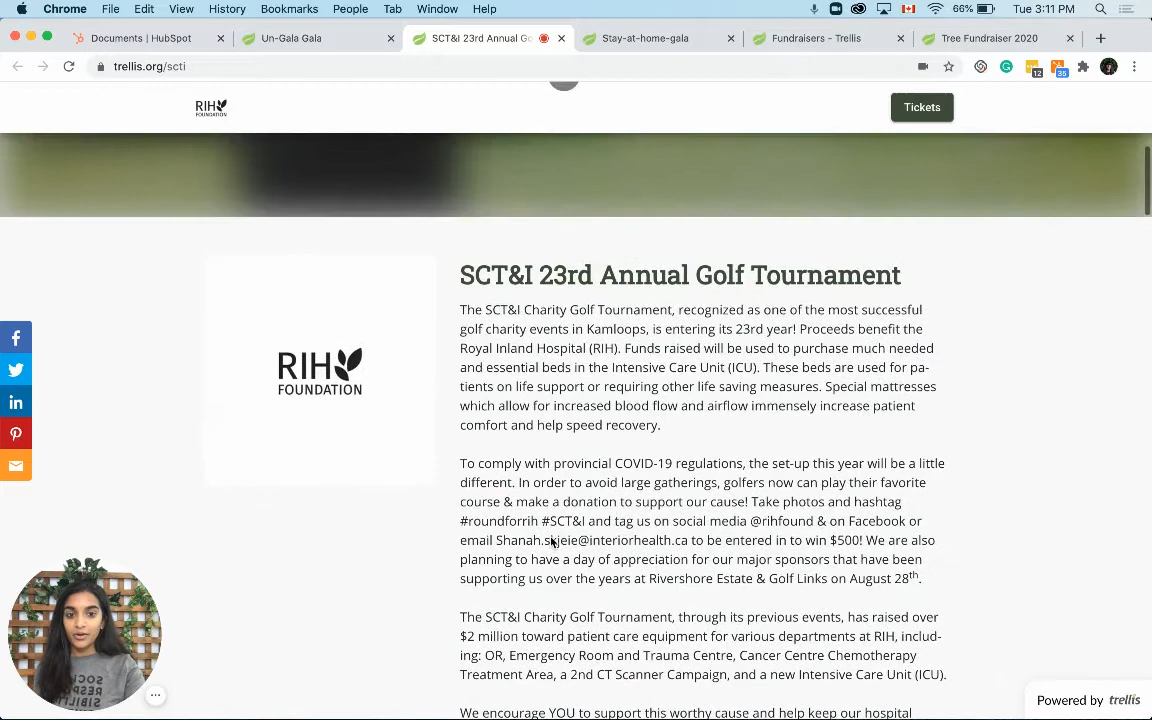 Chrome File Edit View History Bookmarks People Tab Window Help 66% Tue 3:11 PM
Documents | HubSpot Un-Gala Gala SCT&I 23rd Annual Go Stay-at-home-gala Fundraisers - Trellis Tree Fundraiser 2020
trellis.org/scti 12 35
RIH FOUNDATION Tickets
SCT&I 23rd Annual Golf Tournament
The SCT&I Charity Golf Tournament, recognized as one of the most successful
golf charity events in Kamloops, is entering its 23rd year! Proceeds benefit the
Royal Inland Hospital (RIH). Funds raised will be used to purchase much needed
and essential beds in the Intensive Care Unit (ICU). These beds are used for pa-
tients on life support or requiring other life saving measures. Special mattresses
which allow for increased blood flow and airflow immensely increase patient
comfort and help speed recovery.
RIH
FOUNDATION
To comply with provincial COVID-19 regulations, the set-up this year will be a little
different. In order to avoid large gatherings, golfers now can play their favorite
course & make a donation to support our cause! Take photos and hashtag
#roundforrih #SCT&I and tag us on social media @rihfound & on Facebook or
email to be entered in to win $500! We are also
planning to have a day of appreciation for our major sponsors that have been
supporting us over the years at Rivershore Estate & Golf Links on August 28th.
The SCT&I Charity Golf Tournament, through its previous events, has raised over
$2 million toward patient care equipment for various departments at RIH, includ-
ing: OR, Emergency Room and Trauma Centre, Cancer Centre Chemotherapy
Treatment Area, a 2nd CT Scanner Campaign, and a new Intensive Care Unit (ICU).
We encourage YOU to support this worthy cause and help keep our hospital
Powered by trellis